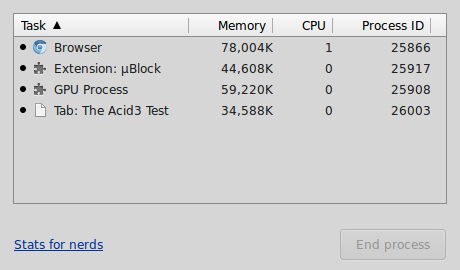 Task ▲ Memory CPU Process ID
Browser 78,004K 1 25866
Extension: µBlock 44,608K 0 25917
GPU Process 59,220K 0 25908
Tab: The Acid3 Test 34,588K 0 26003
Stats for nerds End process